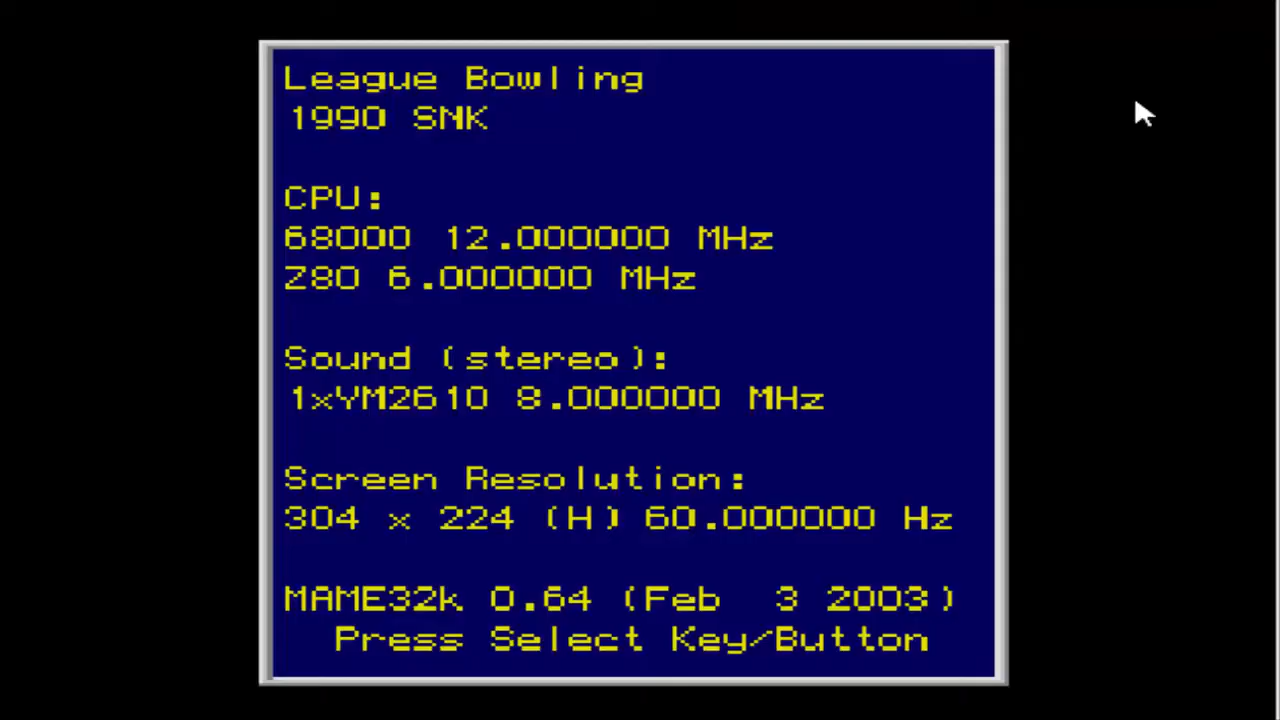 League Bowling
1990 SNK
CPU:
68000 12.000000 MHz
Z80 6.000000 MHz
Sound (stereo):
1xYM2610 8.000000 MHz
Screen Resolution:
304 x 224 (H) 60.000000 Hz
MAME32k 0.64 (Feb  3 2003)
Press Select Key/Button